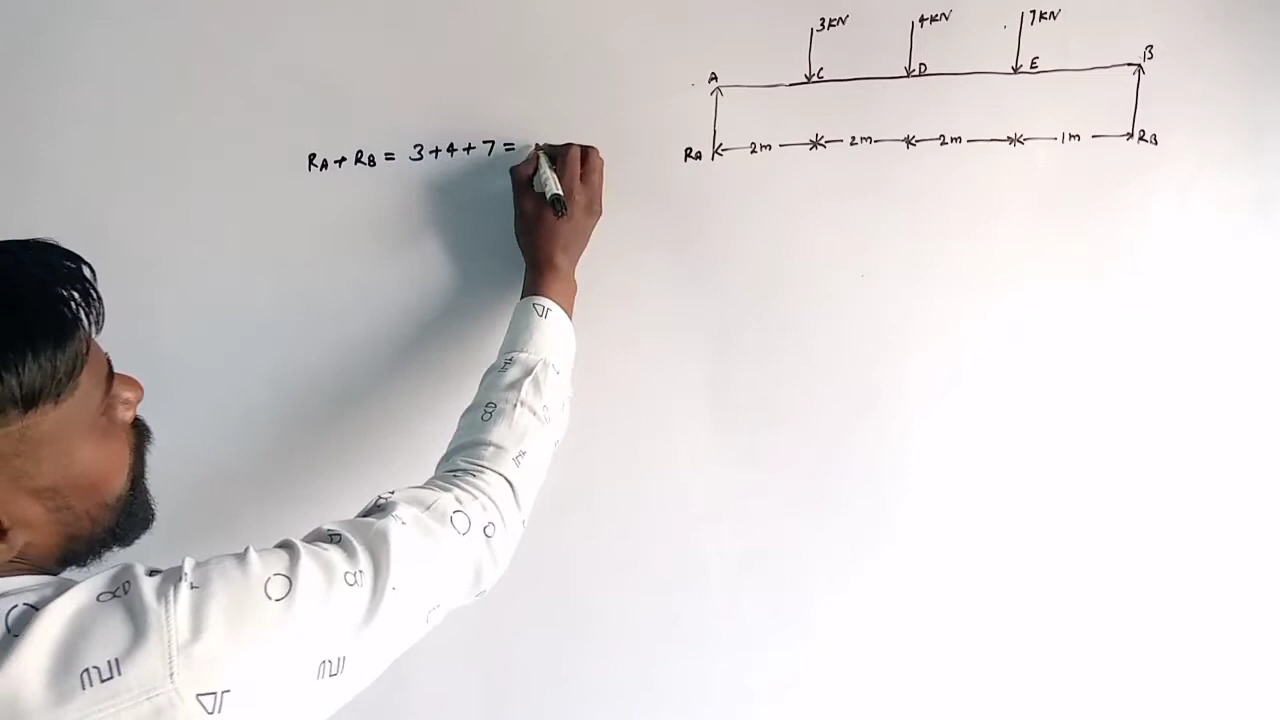 3KN 4KN 7KN
A C D E B
RA 2m 2m 2m 1m RB
RA + RB = 3+4+7 =